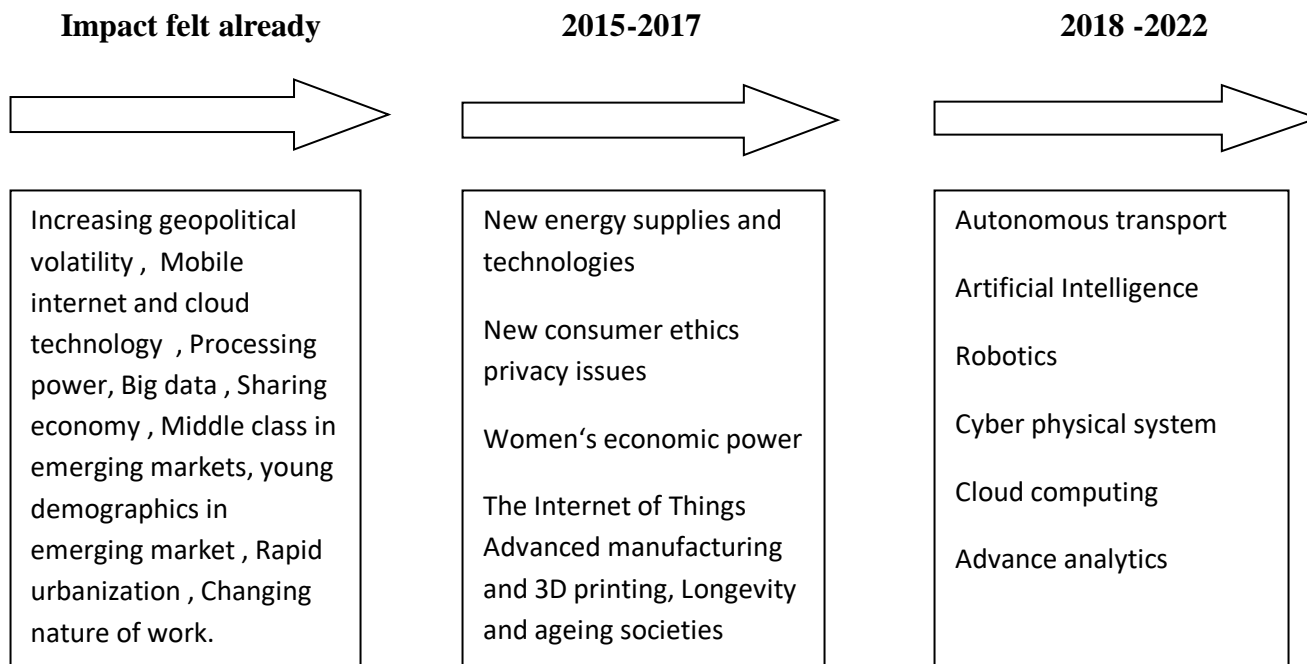 Impact felt already
2015-2017
2018 -2022
Increasing geopolitical
volatility , Mobile
internet and cloud
technology , Processing
power, Big data , Sharing
economy , Middle class in
emerging markets, young
demographics in
emerging market , Rapid
urbanization , Changing
nature of work.
New energy supplies and
technologies
New consumer ethics
privacy issues
Women‘s economic power
The Internet of Things
Advanced manufacturing
and 3D printing, Longevity
and ageing societies
Autonomous transport
Artificial Intelligence
Robotics
Cyber physical system
Cloud computing
Advance analytics